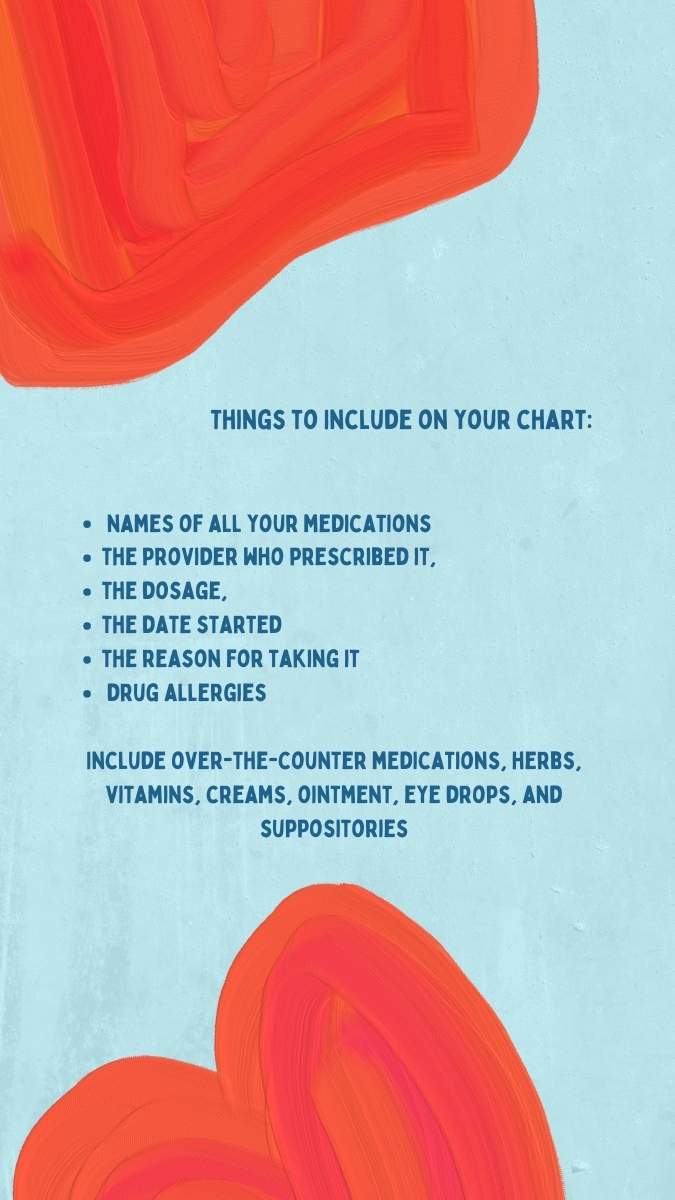 THINGS TO INCLUDE ON YOUR CHART:
• NAMES OF ALL YOUR MEDICATIONS
• THE PROVIDER WHO PRESCRIBED IT,
• THE DOSAGE,
• THE DATE STARTED
• THE REASON FOR TAKING IT
• DRUG ALLERGIES
INCLUDE OVER-THE-COUNTER MEDICATIONS, HERBS,
VITAMINS, CREAMS, OINTMENT, EYE DROPS, AND
SUPPOSITORIES